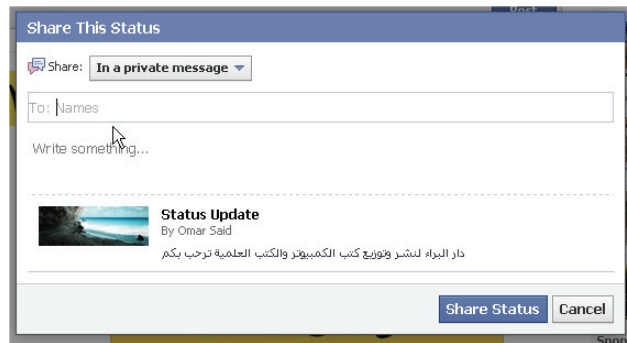 Post
Share This Status
Share: In a private message
To: Names
Write something...
Status Update
By Omar Said
دار البراء لنشر وتوزيع كتب الكمبيوتر والكتب العلمية ترحب بكم
Share Status Cancel